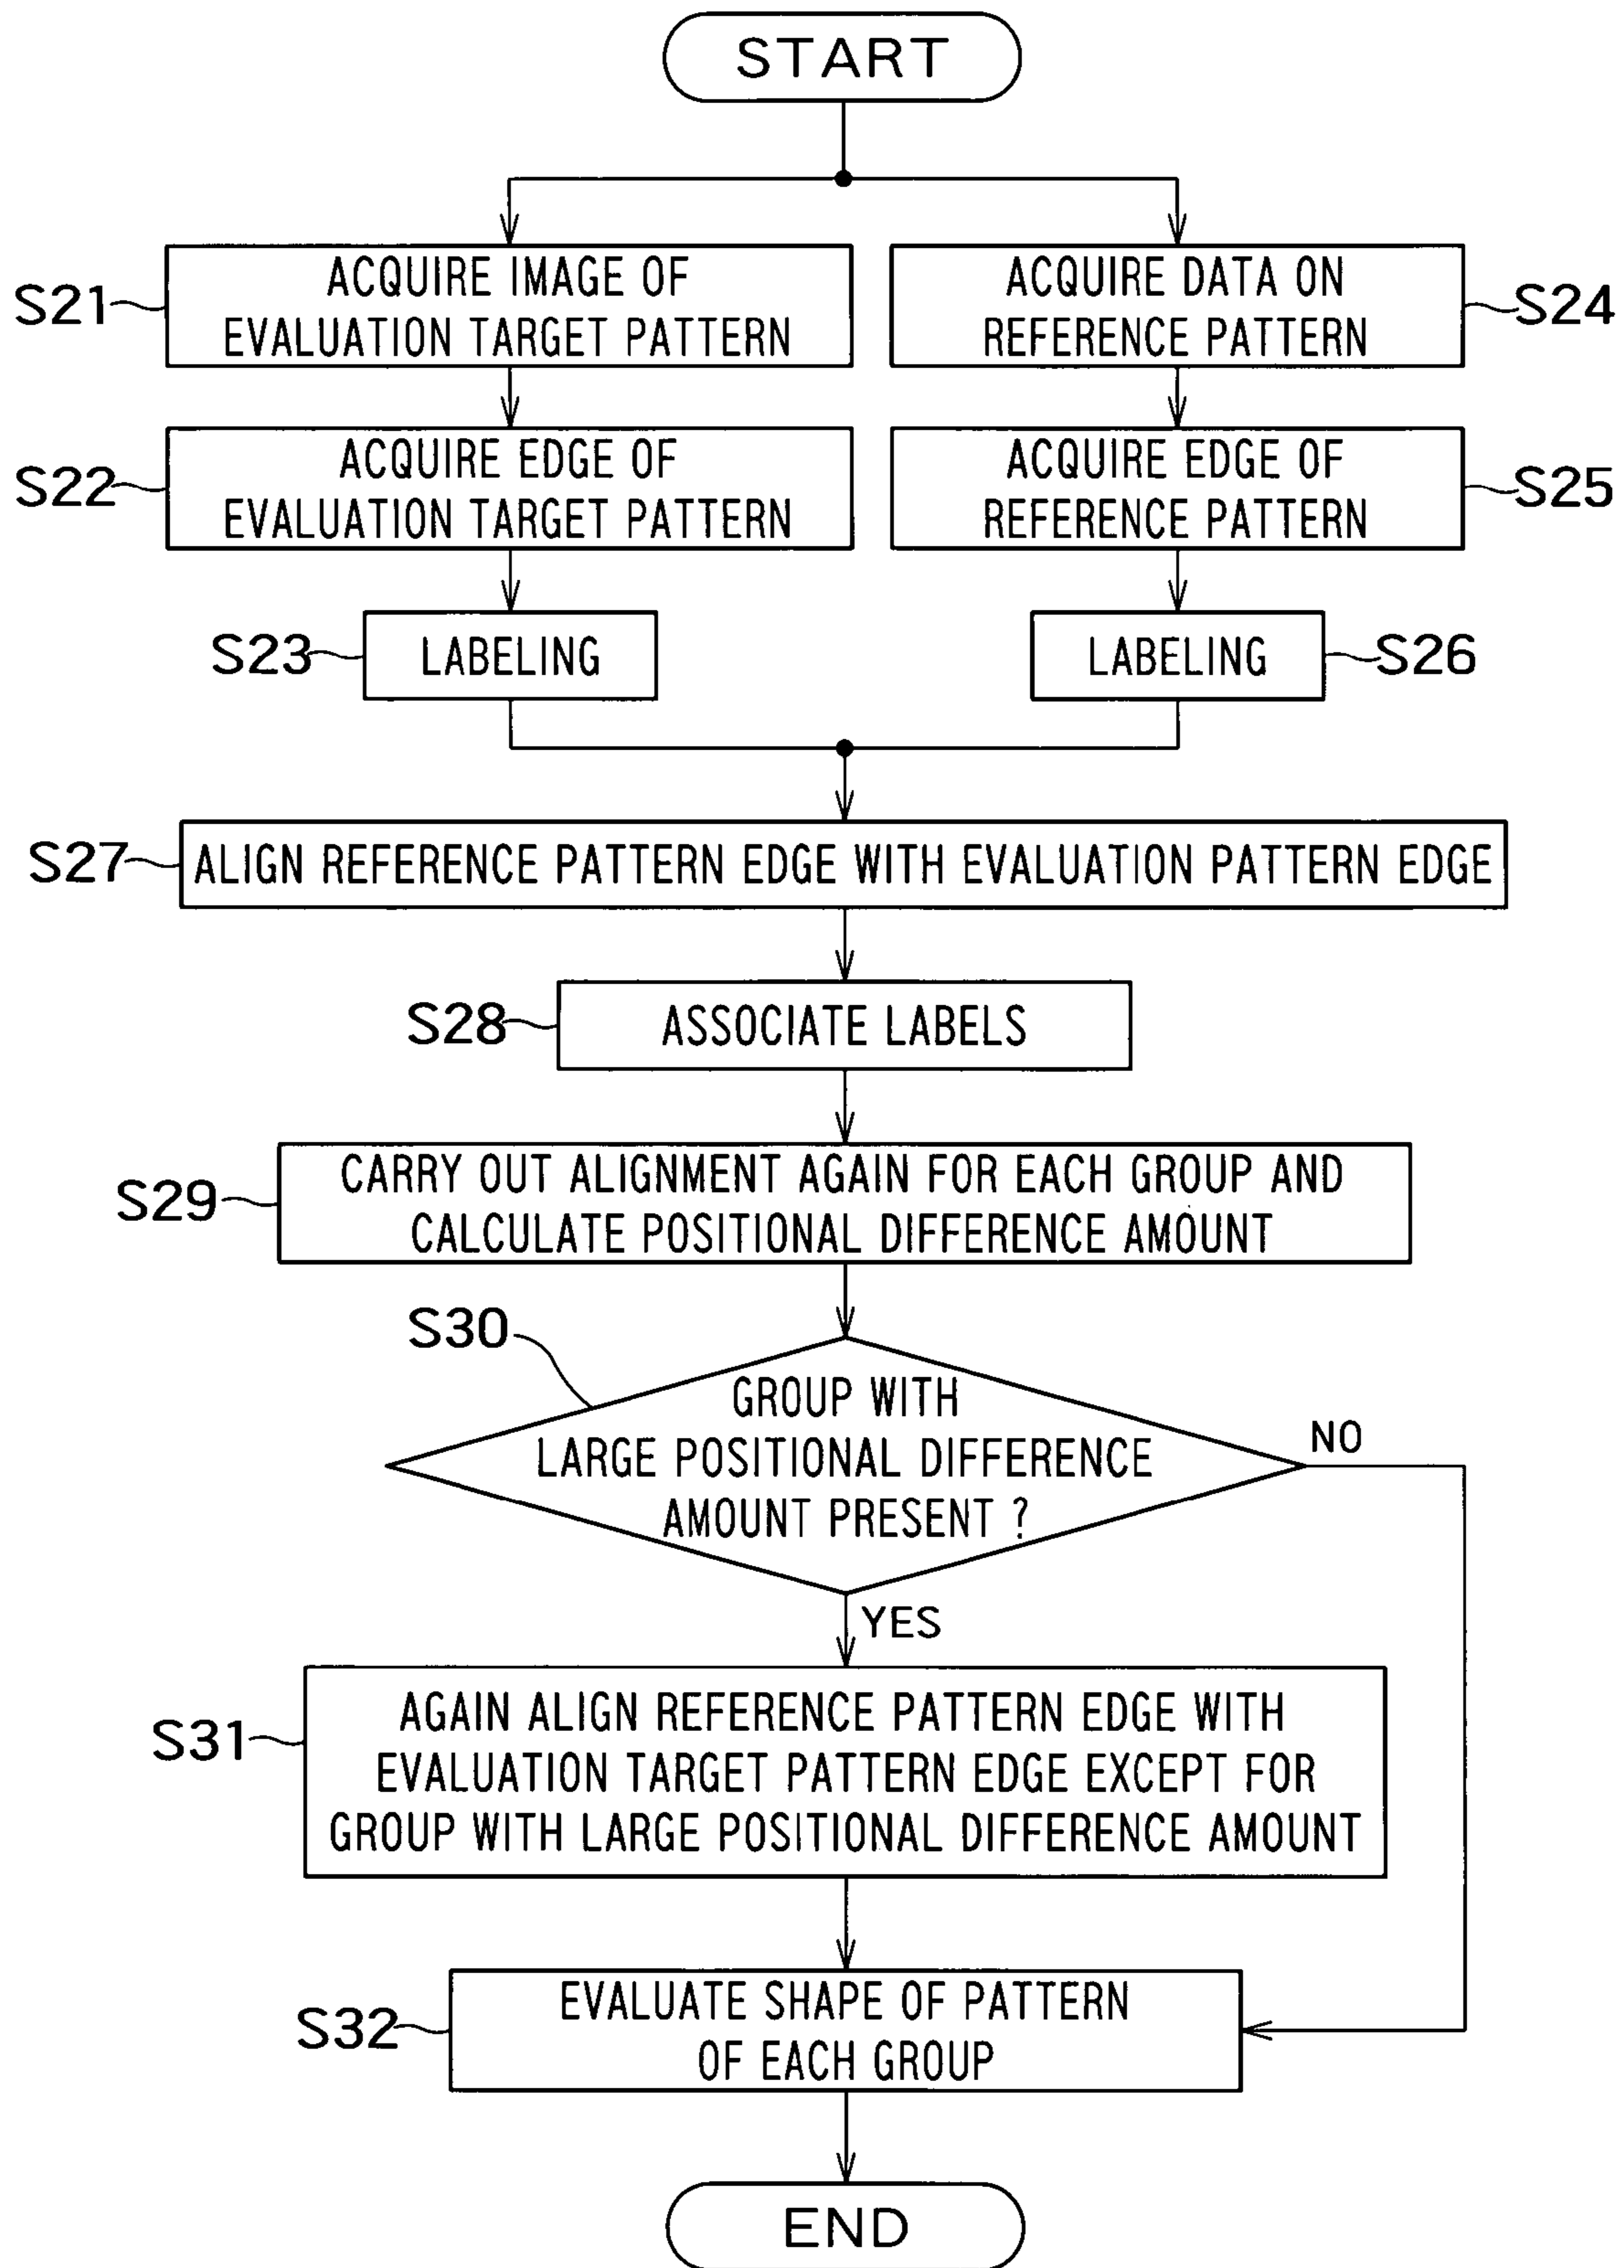 START
S21
ACQUIRE IMAGE OF
EVALUATION TARGET PATTERN
ACQUIRE DATA ON
REFERENCE PATTERN
S24
S22
ACQUIRE EDGE OF
EVALUATION TARGET PATTERN
ACQUIRE EDGE OF
REFERENCE PATTERN
S25
S23
LABELING
LABELING
S26
S27
ALIGN REFERENCE PATTERN EDGE WITH EVALUATION PATTERN EDGE
S28
ASSOCIATE LABELS
S29
CARRY OUT ALIGNMENT AGAIN FOR EACH GROUP AND
CALCULATE POSITIONAL DIFFERENCE AMOUNT
S30
GROUP WITH
LARGE POSITIONAL DIFFERENCE
AMOUNT PRESENT ?
NO
YES
S31
AGAIN ALIGN REFERENCE PATTERN EDGE WITH
EVALUATION TARGET PATTERN EDGE EXCEPT FOR
GROUP WITH LARGE POSITIONAL DIFFERENCE AMOUNT
S32
EVALUATE SHAPE OF PATTERN
OF EACH GROUP
END